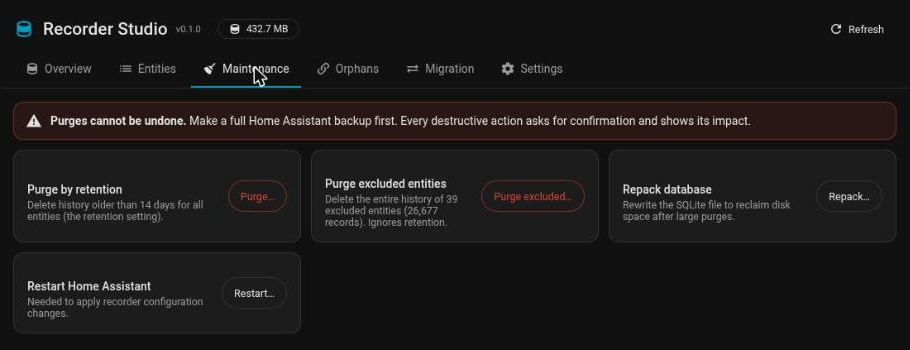 Recorder Studio v0.1.0 432.7 MB Refresh
Overview Entities Maintenance Orphans Migration Settings
Purges cannot be undone. Make a full Home Assistant backup first. Every destructive action asks for confirmation and shows its impact.
Purge by retention
Delete history older than 14 days for all
entities (the retention setting).
Purge…
Purge excluded entities
Delete the entire history of 39
excluded entities (26,677
records). Ignores retention.
Purge excluded…
Repack database
Rewrite the SQLite file to reclaim disk
space after large purges.
Repack…
Restart Home Assistant
Needed to apply recorder configuration
changes.
Restart…